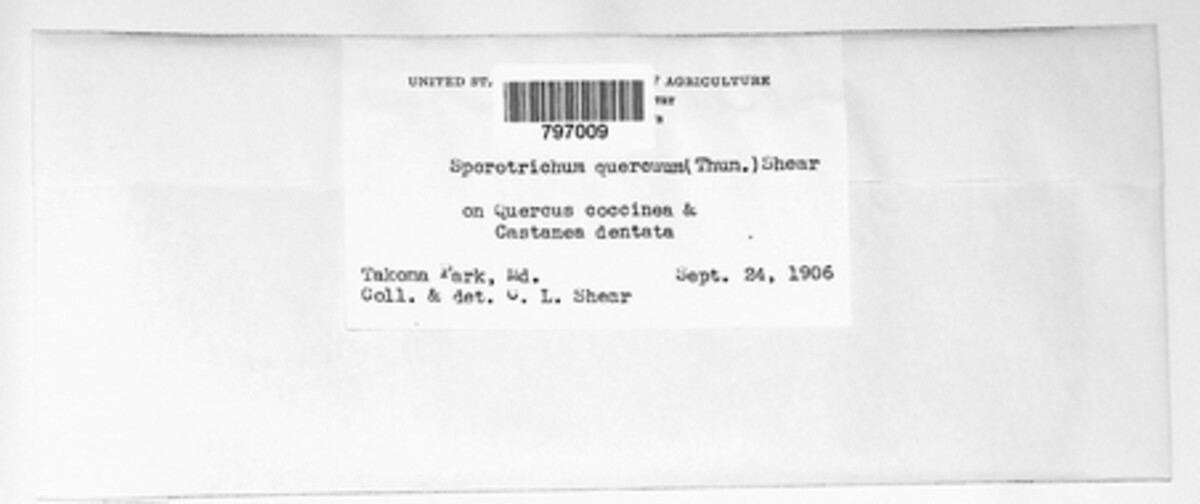 UNITED ST. AGRICULTURE
797009
Sporotrichum quercuum (Thun.) Shear
on Quercus coccinea &
Castanea dentata
Takoma Park, Md. Sept. 24, 1906
Coll. & det. C. L. Shear